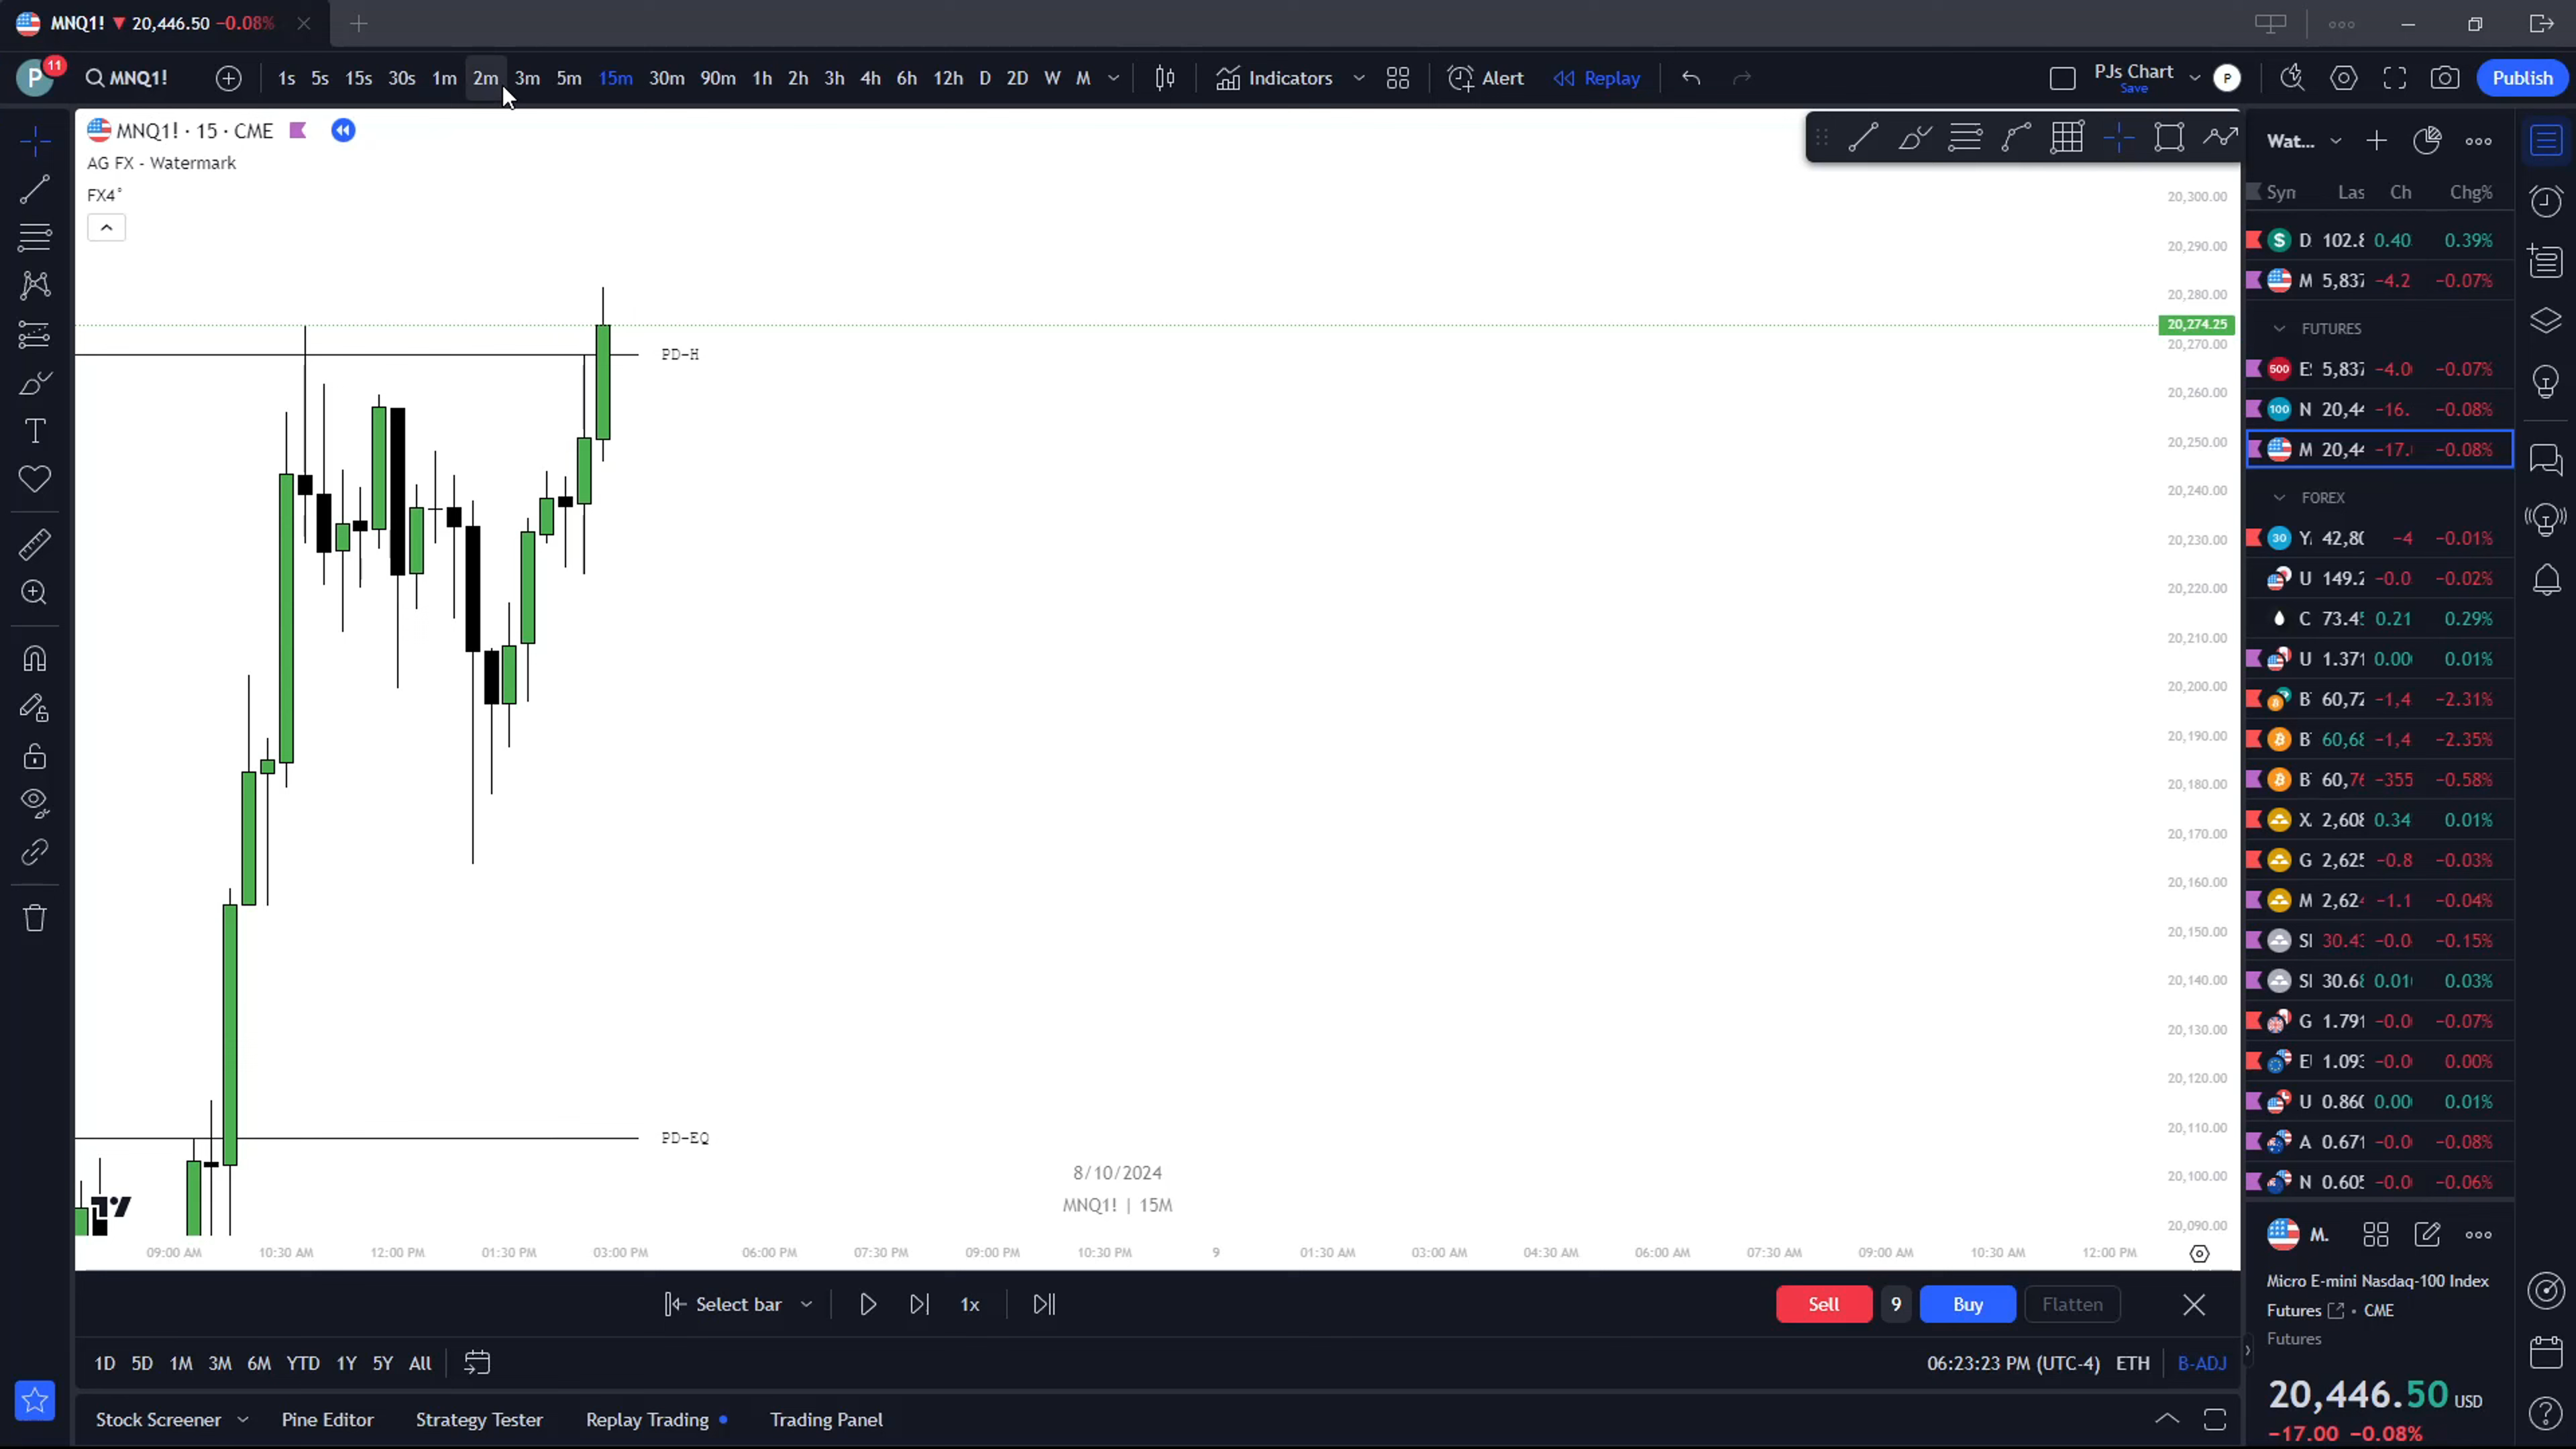 MNQ1! ▼ 20,446.50 −0.08%
P 11 MNQ1! 1s 5s 15s 30s 1m 2m 3m 5m 15m 30m 90m 1h 2h 3h 4h 6h 12h D 2D W M Indicators Alert Replay PJs Chart Save P Publish
MNQ1! · 15 · CME
AG FX - Watermark
FX4°
20,300.00
20,290.00
20,280.00
20,274.25
20,270.00
20,260.00
20,250.00
20,240.00
20,230.00
20,220.00
20,210.00
20,200.00
20,190.00
20,180.00
20,170.00
20,160.00
20,150.00
20,140.00
20,130.00
20,120.00
20,110.00
20,100.00
20,090.00
PD-H
PD-EQ
8/10/2024
MNQ1! | 15M
09:00 AM 10:30 AM 12:00 PM 01:30 PM 03:00 PM 06:00 PM 07:30 PM 09:00 PM 10:30 PM 9 01:30 AM 03:00 AM 04:30 AM 06:00 AM 07:30 AM 09:00 AM 10:30 AM 12:00 PM
Select bar 1x Sell 9 Buy Flatten
1D 5D 1M 3M 6M YTD 1Y 5Y All 06:23:23 PM (UTC-4) ETH B-ADJ
Stock Screener Pine Editor Strategy Tester Replay Trading Trading Panel
Wat...
Syn Las Ch Chg%
D 102.8 0.40 0.39%
M 5,837 −4.2 −0.07%
FUTURES
500 E 5,837 −4.0 −0.07%
100 N 20,44 −16. −0.08%
M 20,44 −17. −0.08%
FOREX
30 Y 42,80 −4 −0.01%
U 149.2 −0.0 −0.02%
C 73.4 0.21 0.29%
U 1.371 0.00 0.01%
B 60,72 −1,4 −2.31%
B 60,68 −1,4 −2.35%
B 60,76 −355 −0.58%
X 2,608 0.34 0.01%
G 2,625 −0.8 −0.03%
M 2,624 −1.1 −0.04%
SI 30.43 −0.0 −0.15%
SI 30.68 0.01 0.03%
G 1.791 −0.0 −0.07%
E 1.093 −0.0 0.00%
U 0.860 0.00 0.01%
A 0.671 −0.0 −0.08%
N 0.605 −0.0 −0.06%
M.
Micro E-mini Nasdaq-100 Index
Futures • CME
Futures
20,446.50 USD
−17.00 −0.08%